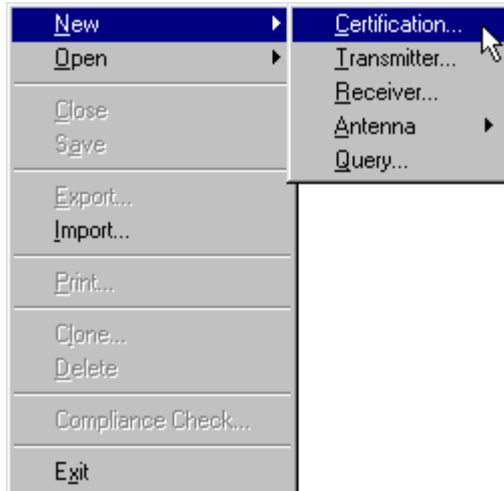 New
Open
Close
Save
Export...
Import...
Print...
Clone...
Delete
Compliance Check...
Exit
Certification...
Transmitter...
Receiver...
Antenna
Query...